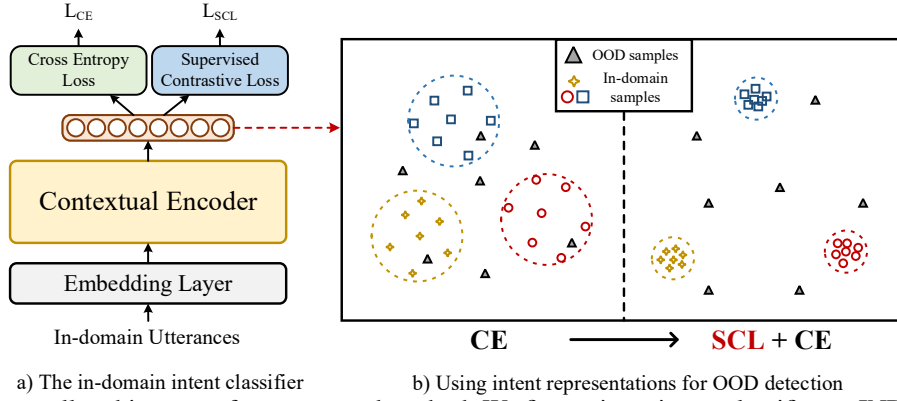 L_CE
L_SCL
Cross Entropy
Loss
Supervised
Contrastive Loss
Contextual Encoder
Embedding Layer
In-domain Utterances
a) The in-domain intent classifier
OOD samples
In-domain
samples
CE
SCL + CE
b) Using intent representations for OOD detection